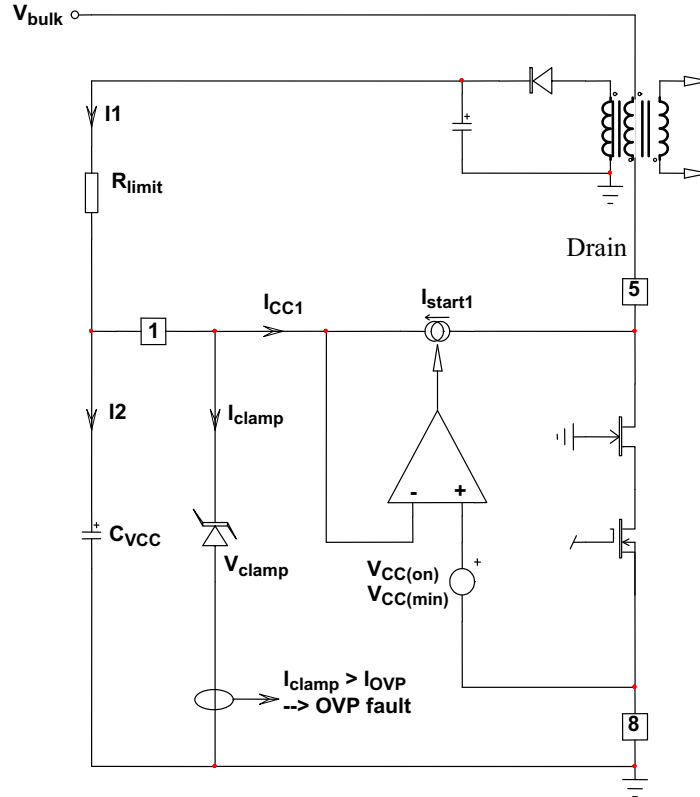 Vbulk
I1
Rlimit
Drain
5
ICC1
Istart1
1
I2
Iclamp
- +
CVCC
Vclamp
VCC(on)
VCC(min)
Iclamp > IOVP
--> OVP fault
8